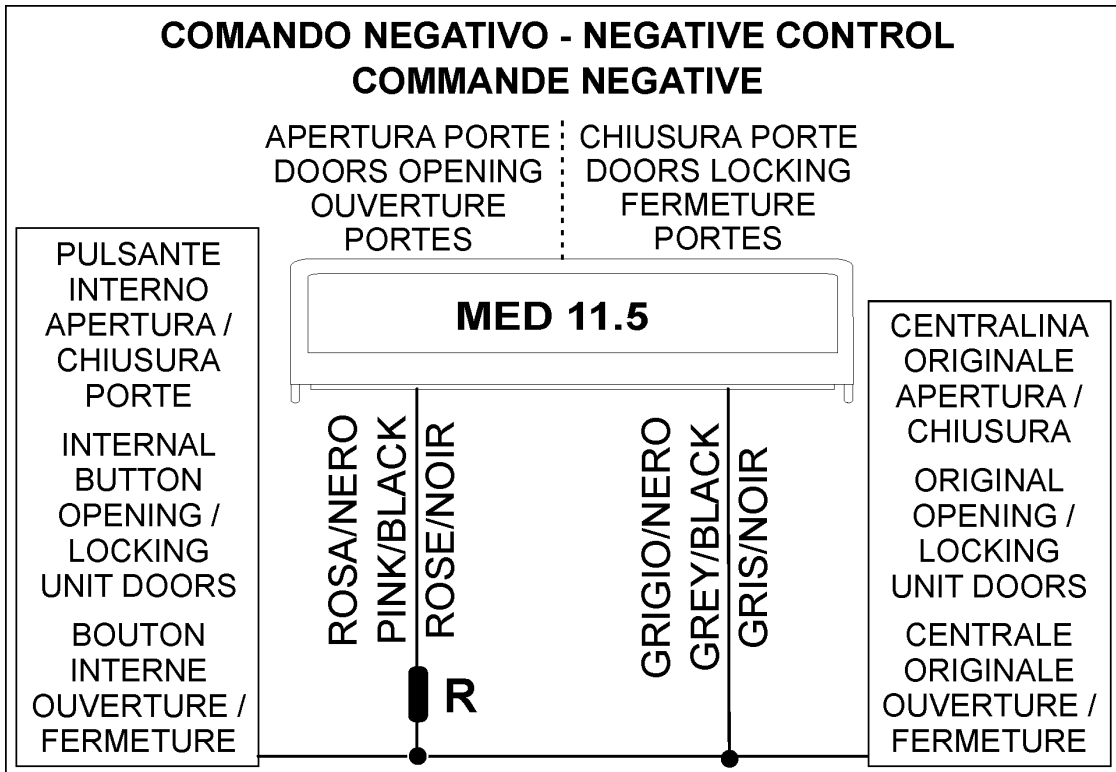 COMANDO NEGATIVO - NEGATIVE CONTROL
COMMANDE NEGATIVE
APERTURA PORTE
DOORS OPENING
OUVERTURE
PORTES
CHIUSURA PORTE
DOORS LOCKING
FERMETURE
PORTES
PULSANTE
INTERNO
APERTURA /
CHIUSURA
PORTE
INTERNAL
BUTTON
OPENING /
LOCKING
UNIT DOORS
BOUTON
INTERNE
OUVERTURE /
FERMETURE
MED 11.5
ROSA/NERO
PINK/BLACK
ROSE/NOIR
R
GRIGIO/NERO
GREY/BLACK
GRIS/NOIR
CENTRALINA
ORIGINALE
APERTURA /
CHIUSURA
ORIGINAL
OPENING /
LOCKING
UNIT DOORS
CENTRALE
ORIGINALE
OUVERTURE /
FERMETURE